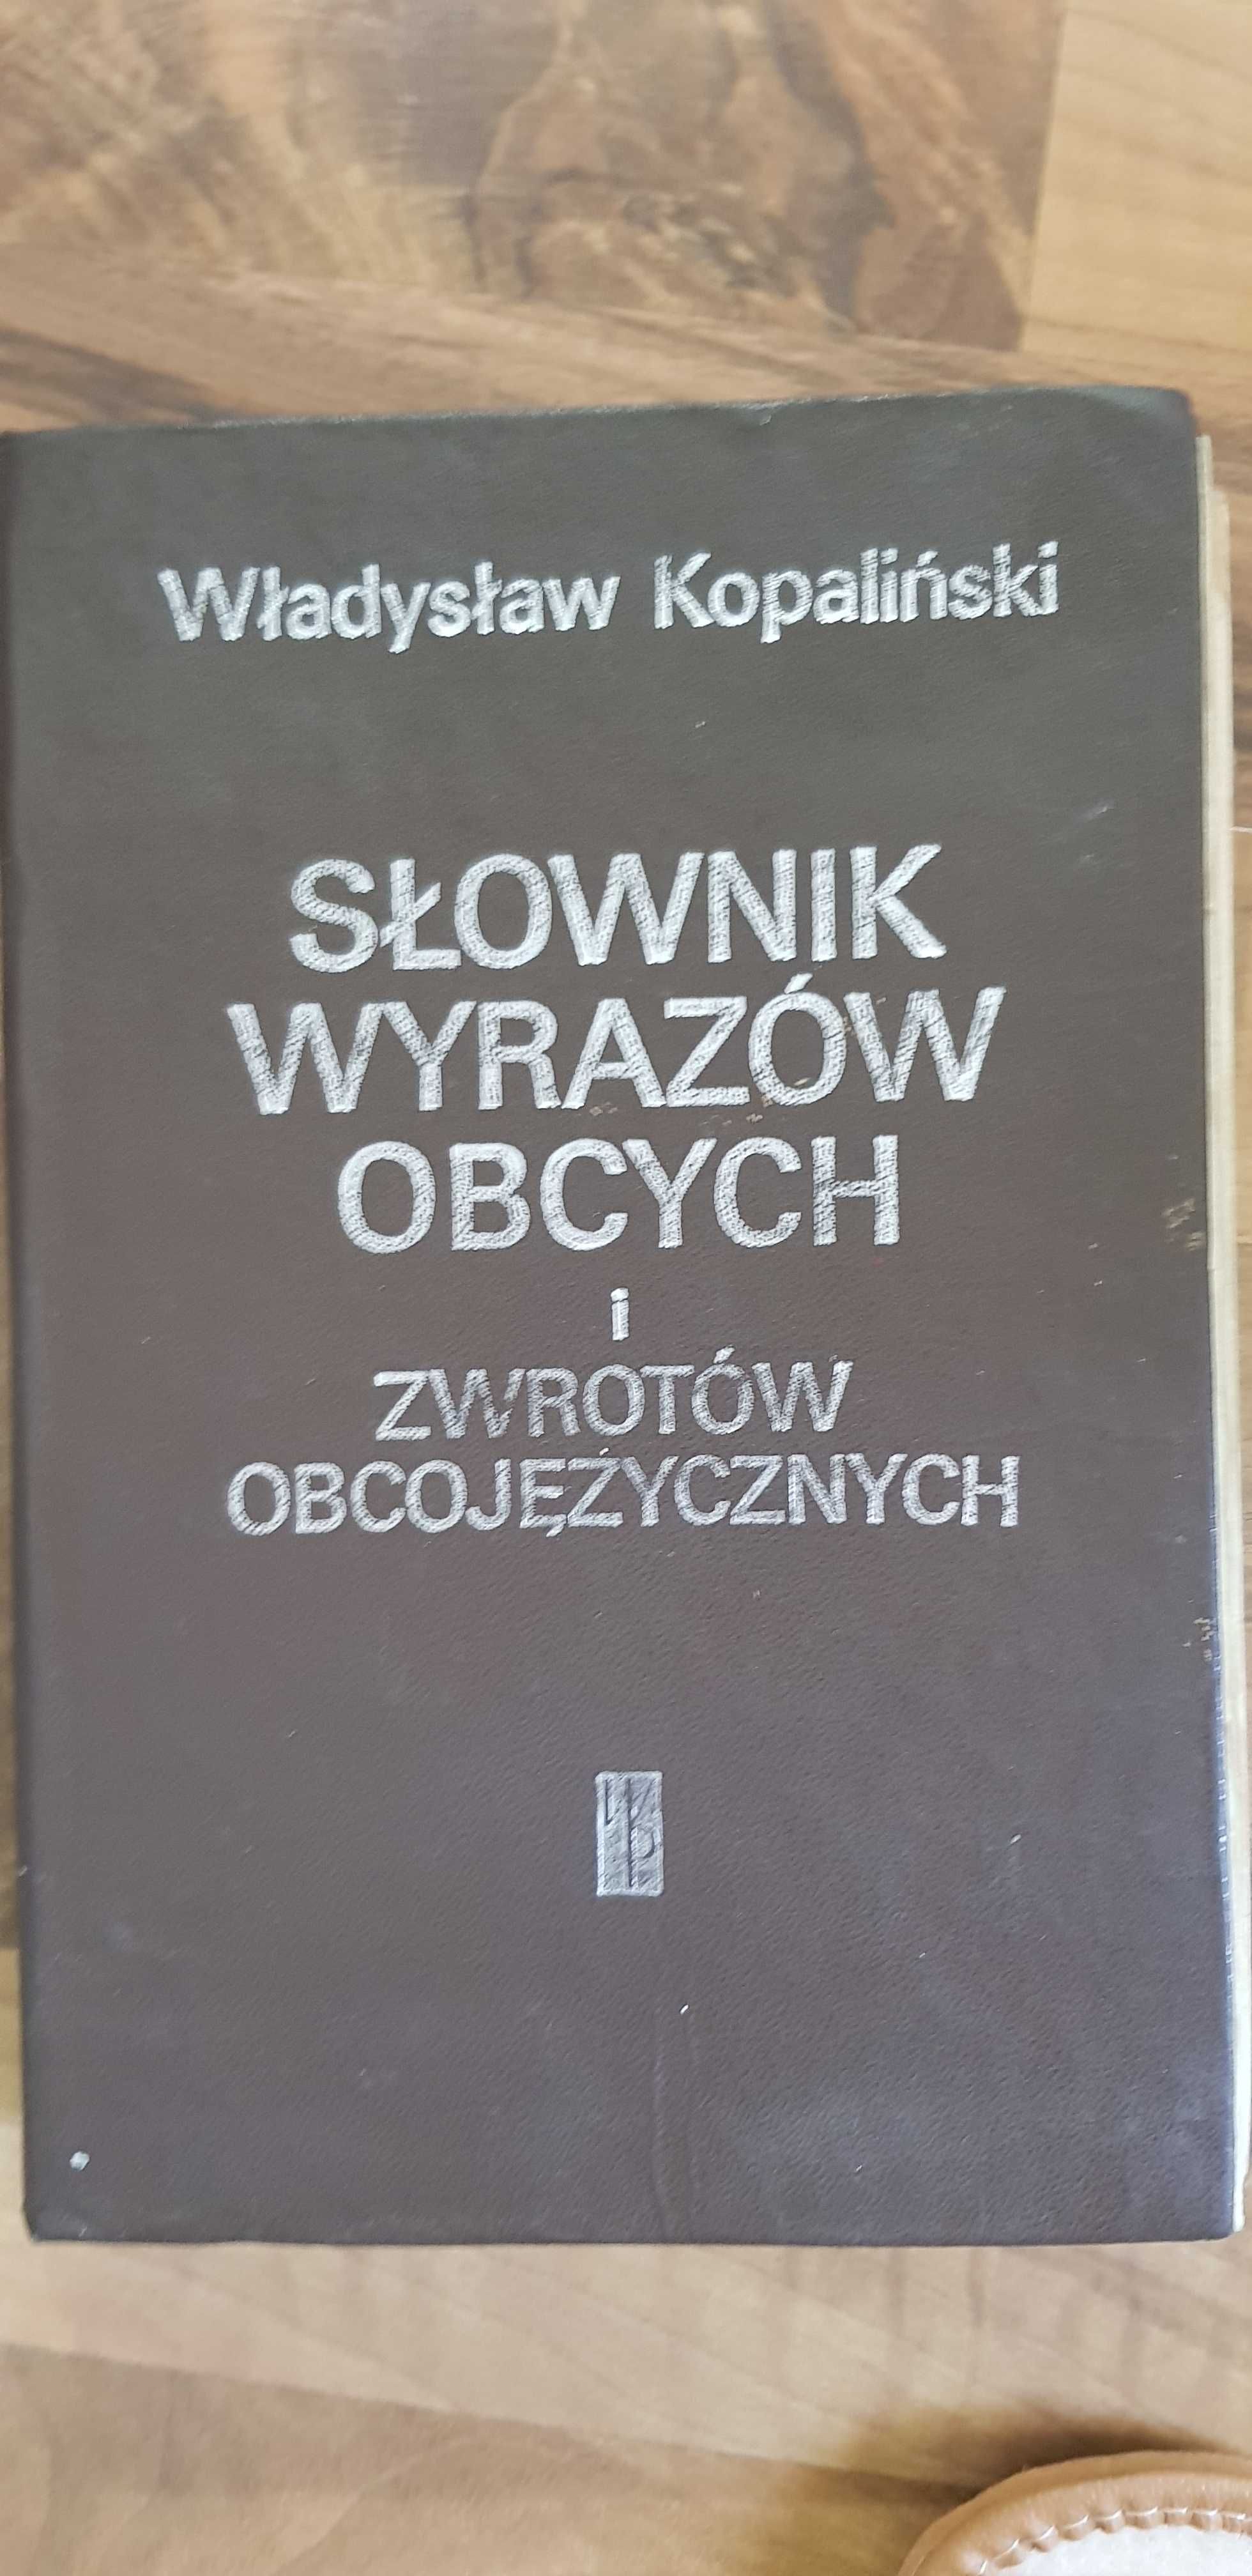 Władysław Kopaliński
SŁOWNIK
WYRAZÓW
OBCYCH
i
ZWROTÓW
OBCOJĘZYCZNYCH